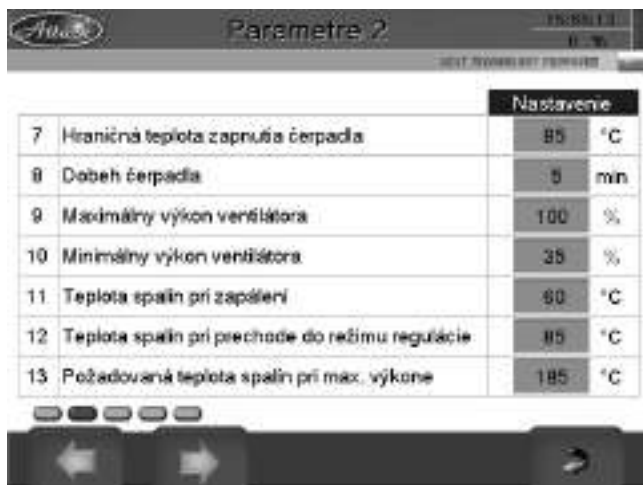 Attack
Parametre 2
Nastavenie
7 Hraničná teplota zapnutia čerpadla 85 °C
8 Dobeh čerpadla 5 min
9 Maximálny výkon ventilátora 100 %
10 Minimálny výkon ventilátora 35 %
11 Teplota spalín pri zapálení 60 °C
12 Teplota spalín pri prechode do režimu regulácie 85 °C
13 Požadovaná teplota spalín pri max. výkone 185 °C